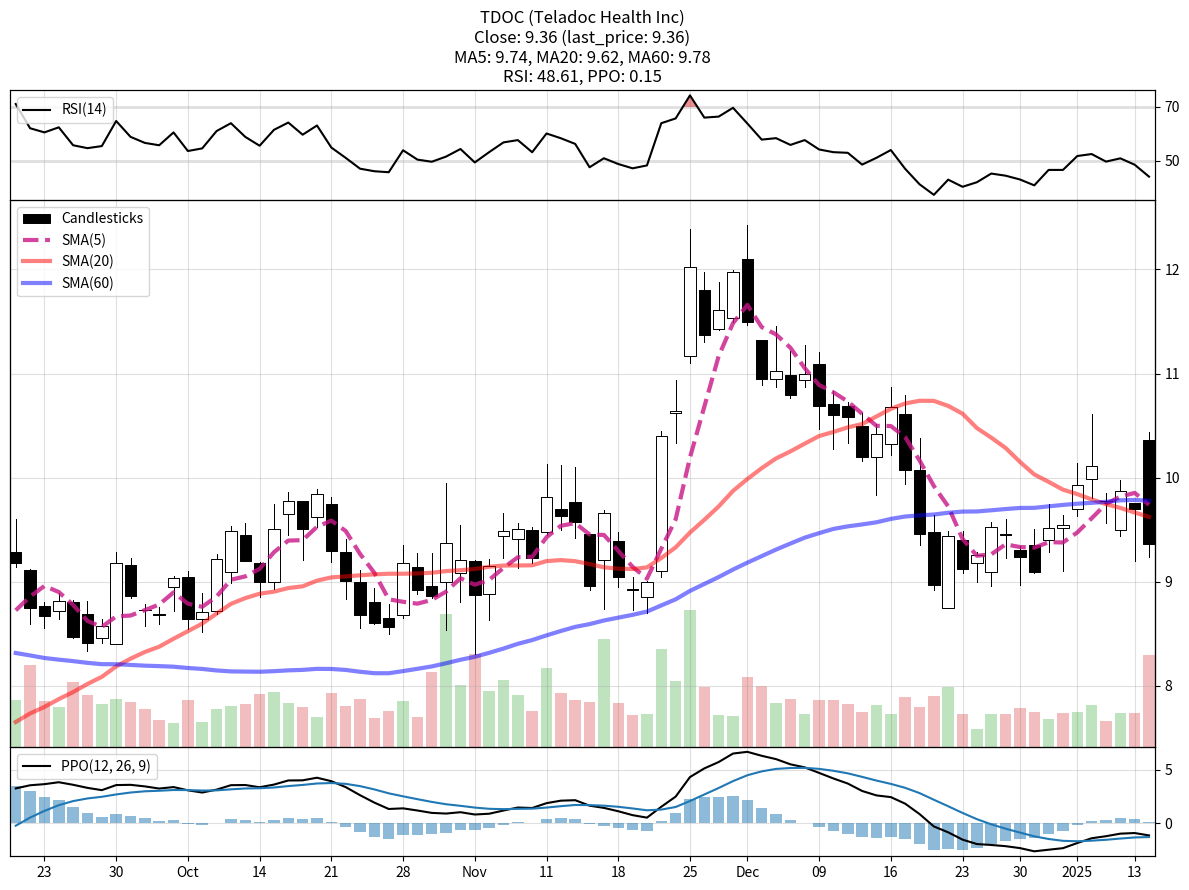 TDOC (Teladoc Health Inc)
Close: 9.36 (last_price: 9.36)
MA5: 9.74, MA20: 9.62, MA60: 9.78
RSI: 48.61, PPO: 0.15
RSI(14)
70
50
Candlesticks
SMA(5)
SMA(20)
SMA(60)
12
11
10
9
8
PPO(12, 26, 9)
5
0
23 30 Oct 14 21 28 Nov 11 18 25 Dec 09 16 23 30 2025 13